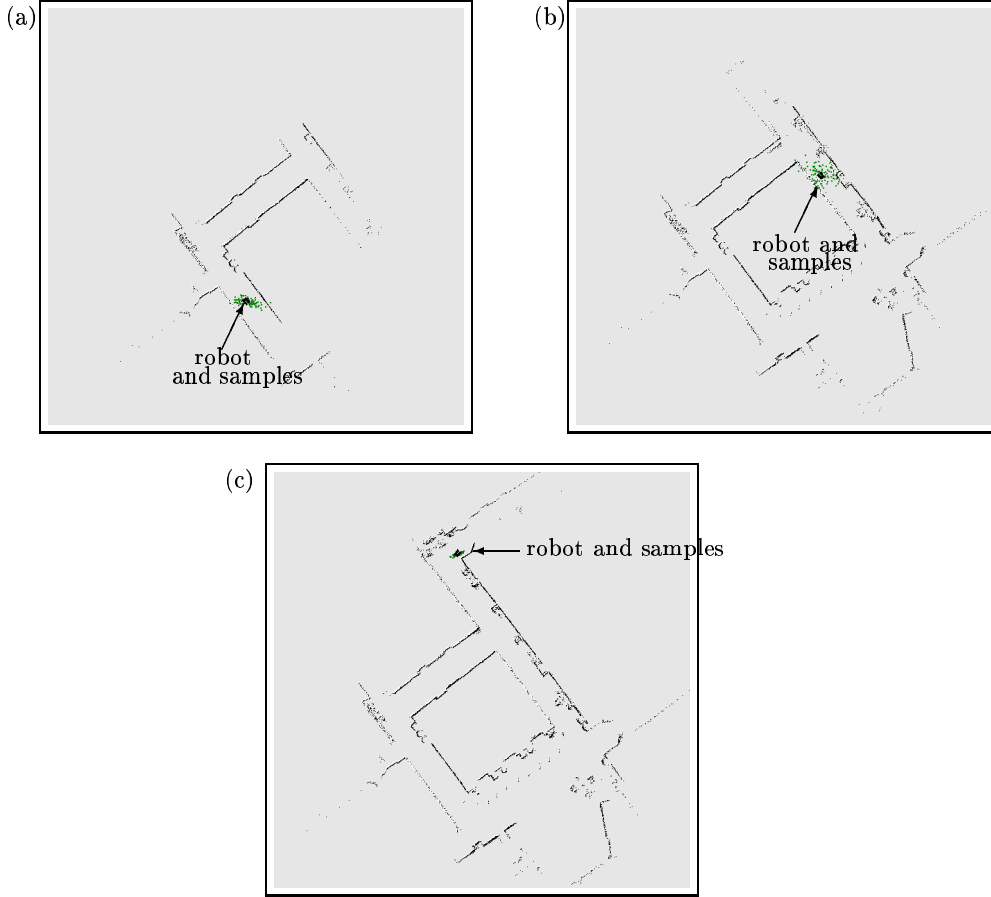 (a)
robot
and samples
(b)
robot and
samples
(c)
robot and samples